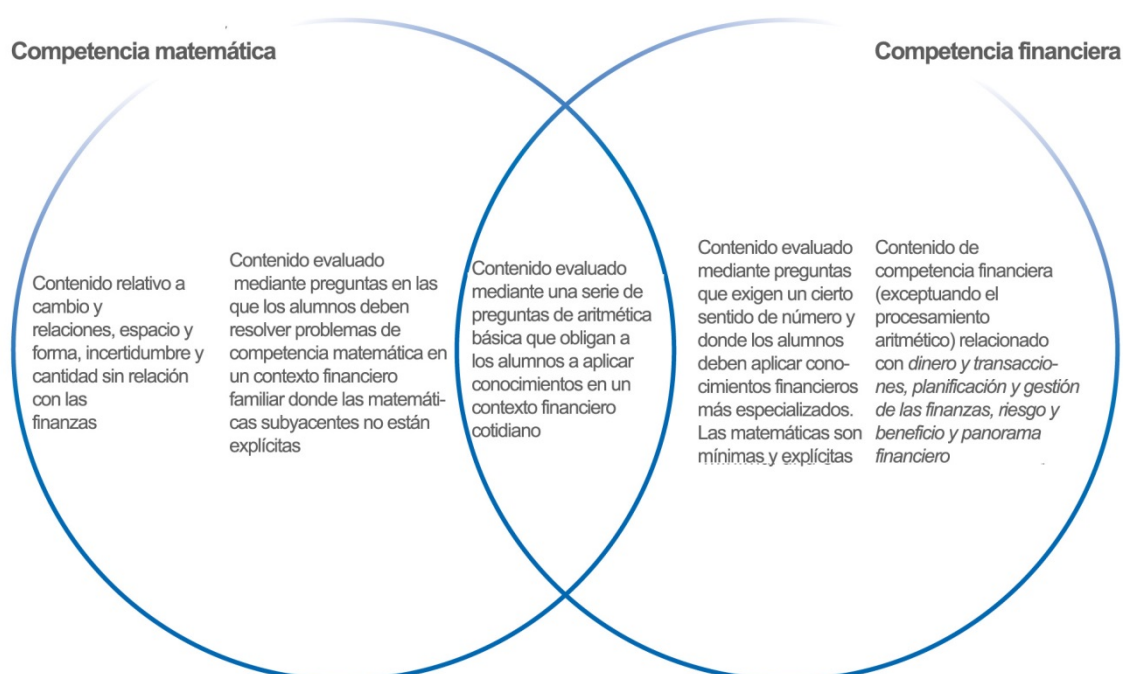 Competencia matemática
Competencia financiera
Contenido relativo a
cambio y
relaciones, espacio y
forma, incertidumbre y
cantidad sin relación
con las
finanzas
Contenido evaluado
mediante preguntas en las
que los alumnos deben
resolver problemas de
competencia matemática en
un contexto financiero
familiar donde las matemáti-
cas subyacentes no están
explícitas
Contenido evaluado
mediante una serie de
preguntas de aritmética
básica que obligan a
los alumnos a aplicar
conocimientos en un
contexto financiero
cotidiano
Contenido evaluado
mediante preguntas
que exigen un cierto
sentido de número y
donde los alumnos
deben aplicar cono-
cimientos financieros
más especializados.
Las matemáticas son
mínimas y explícitas
Contenido de
competencia financiera
(exceptuando el
procesamiento
aritmético) relacionado
con dinero y transaccio-
nes, planificación y gestión
de las finanzas, riesgo y
beneficio y panorama
financiero